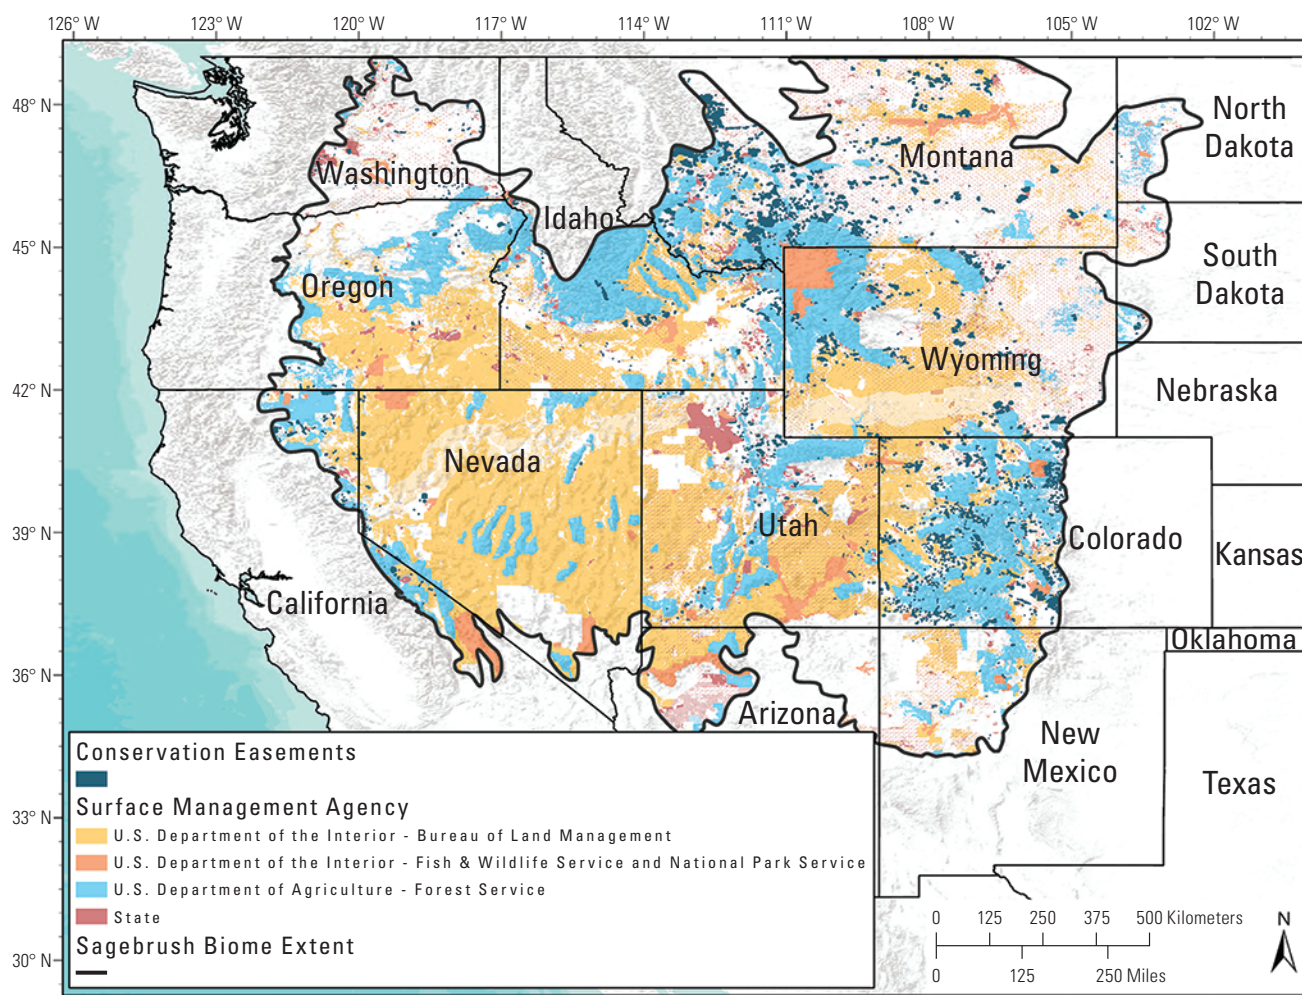 126° W 123° W 120° W 117° W 114° W 111° W 108° W 105° W 102° W
48° N
45° N
42° N
39° N
36° N
33° N
30° N
North
Dakota
Montana
Washington
Idaho
South
Dakota
Oregon
Wyoming
Nebraska
Nevada
Utah
Colorado
Kansas
California
Oklahoma
Arizona
New
Mexico
Texas
Conservation Easements
Surface Management Agency
U.S. Department of the Interior - Bureau of Land Management
U.S. Department of the Interior - Fish & Wildlife Service and National Park Service
U.S. Department of Agriculture - Forest Service
State
Sagebrush Biome Extent
0 125 250 375 500 Kilometers
0 125 250 Miles
N